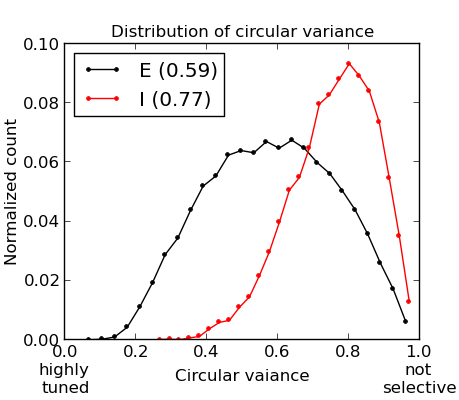 Distribution of circular variance
E (0.59)
I (0.77)
Normalized count
0.10
0.08
0.06
0.04
0.02
0.00
0.0 0.2 0.4 0.6 0.8 1.0
highly
tuned
Circular vaiance
not
selective